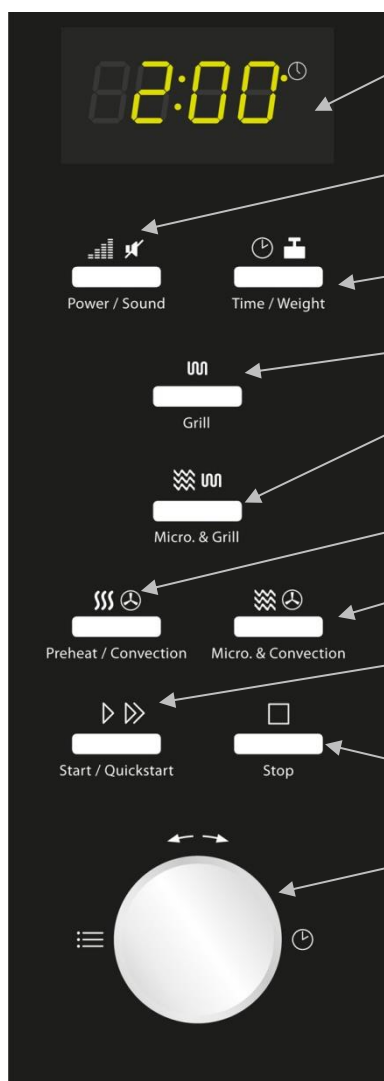 2:00
Power / Sound
Time / Weight
Grill
Micro. & Grill
Preheat / Convection
Micro. & Convection
Start / Quickstart
Stop